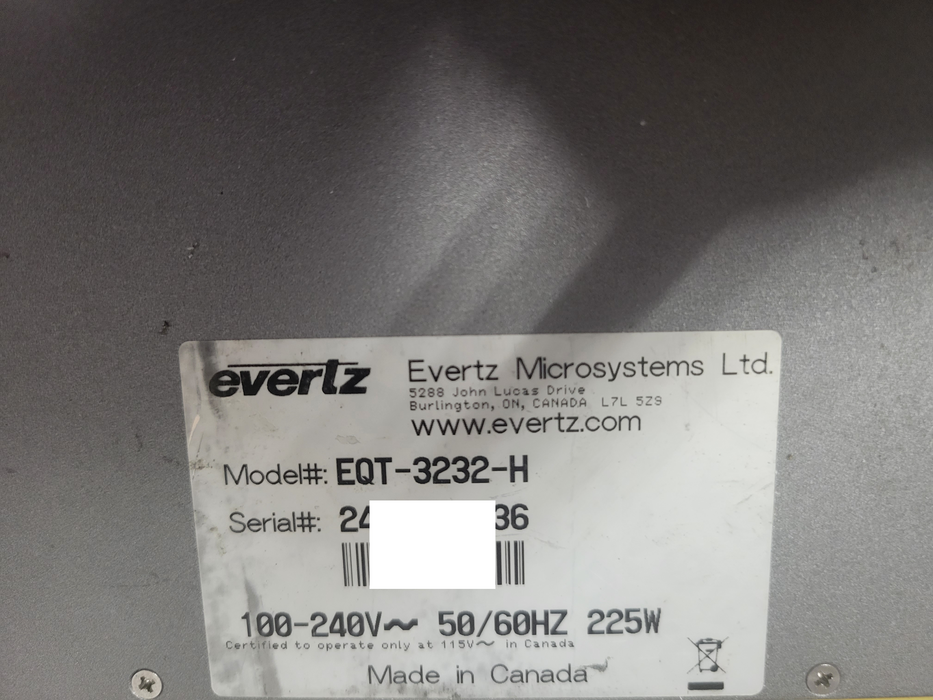 evertz
Evertz Microsystems Ltd.
5288 John Lucas Drive
Burlington, ON, CANADA L7L 5Z9
www.evertz.com
Model#: EQT-3232-H
Serial#: 24 36
100-240V~ 50/60HZ 225W
Certified to operate only at 115V~ in Canada
Made in Canada